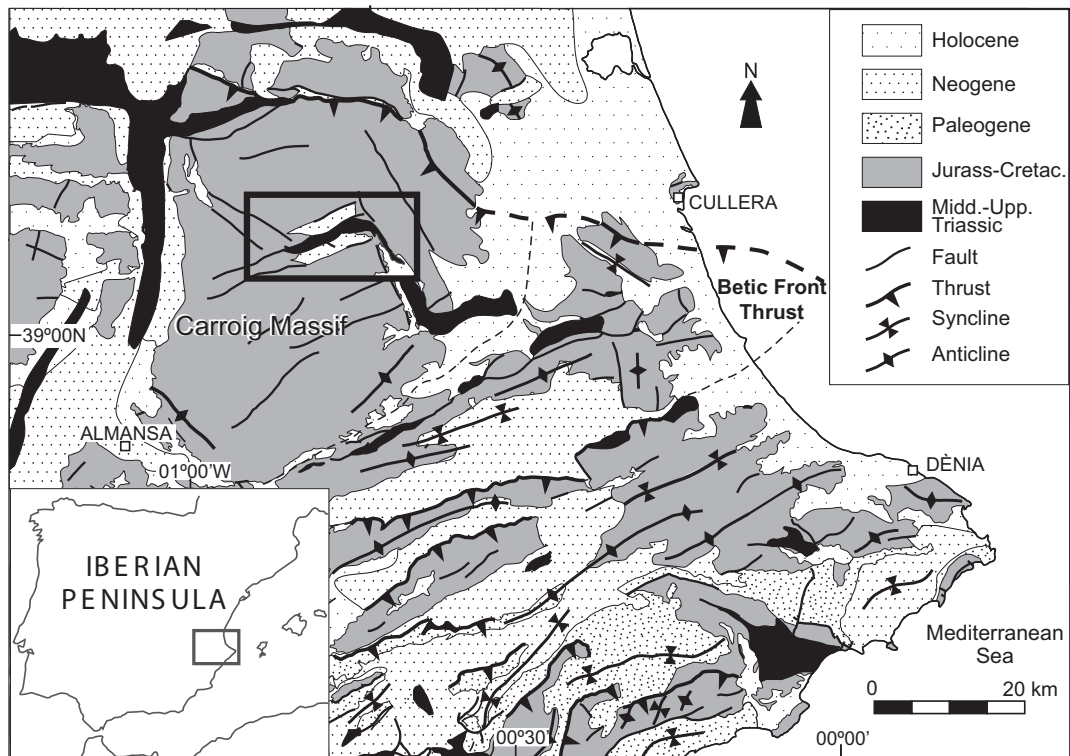 N
CULLERA
Betic Front
Thrust
Carroig Massif
39º00N
ALMANSA
01º00'W
DÈNIA
IBERIAN
PENINSULA
Mediterranean
Sea
0 20 km
00º30'
00º00'
Holocene
Neogene
Paleogene
Jurass-Cretac.
Midd.-Upp.
Triassic
Fault
Thrust
Syncline
Anticline